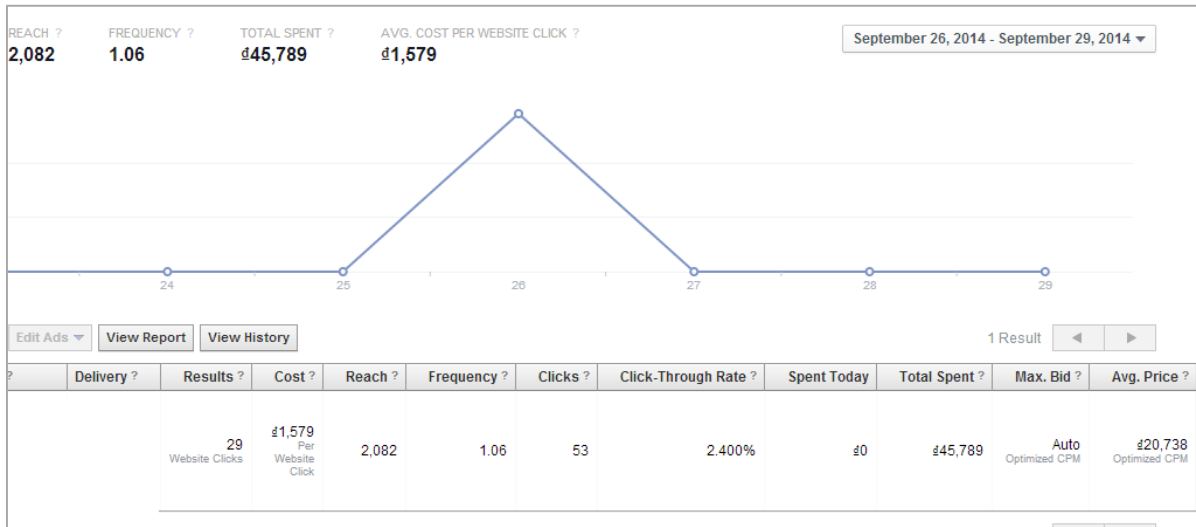 REACH ? FREQUENCY ? TOTAL SPENT ? AVG. COST PER WEBSITE CLICK ?
2,082 1.06 ₫45,789 ₫1,579
September 26, 2014 - September 29, 2014
24 25 26 27 28 29
Edit Ads View Report View History 1 Result
? Delivery ? Results ? Cost ? Reach ? Frequency ? Clicks ? Click-Through Rate ? Spent Today Total Spent ? Max. Bid ? Avg. Price ?
29 ₫1,579 2,082 1.06 53 2.400% ₫0 ₫45,789 Auto ₫20,738
Website Clicks Per Optimized CPM Optimized CPM
Website
Click